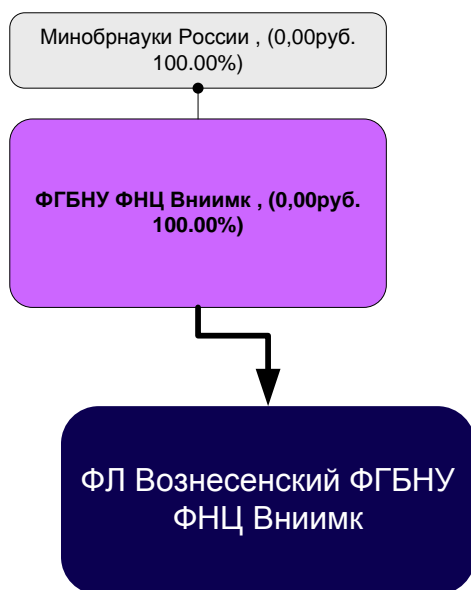 Минобрнауки России , (0,00руб.
100.00%)
ФГБНУ ФНЦ Вниимк , (0,00руб.
100.00%)
ФЛ Вознесенский ФГБНУ
ФНЦ Вниимк